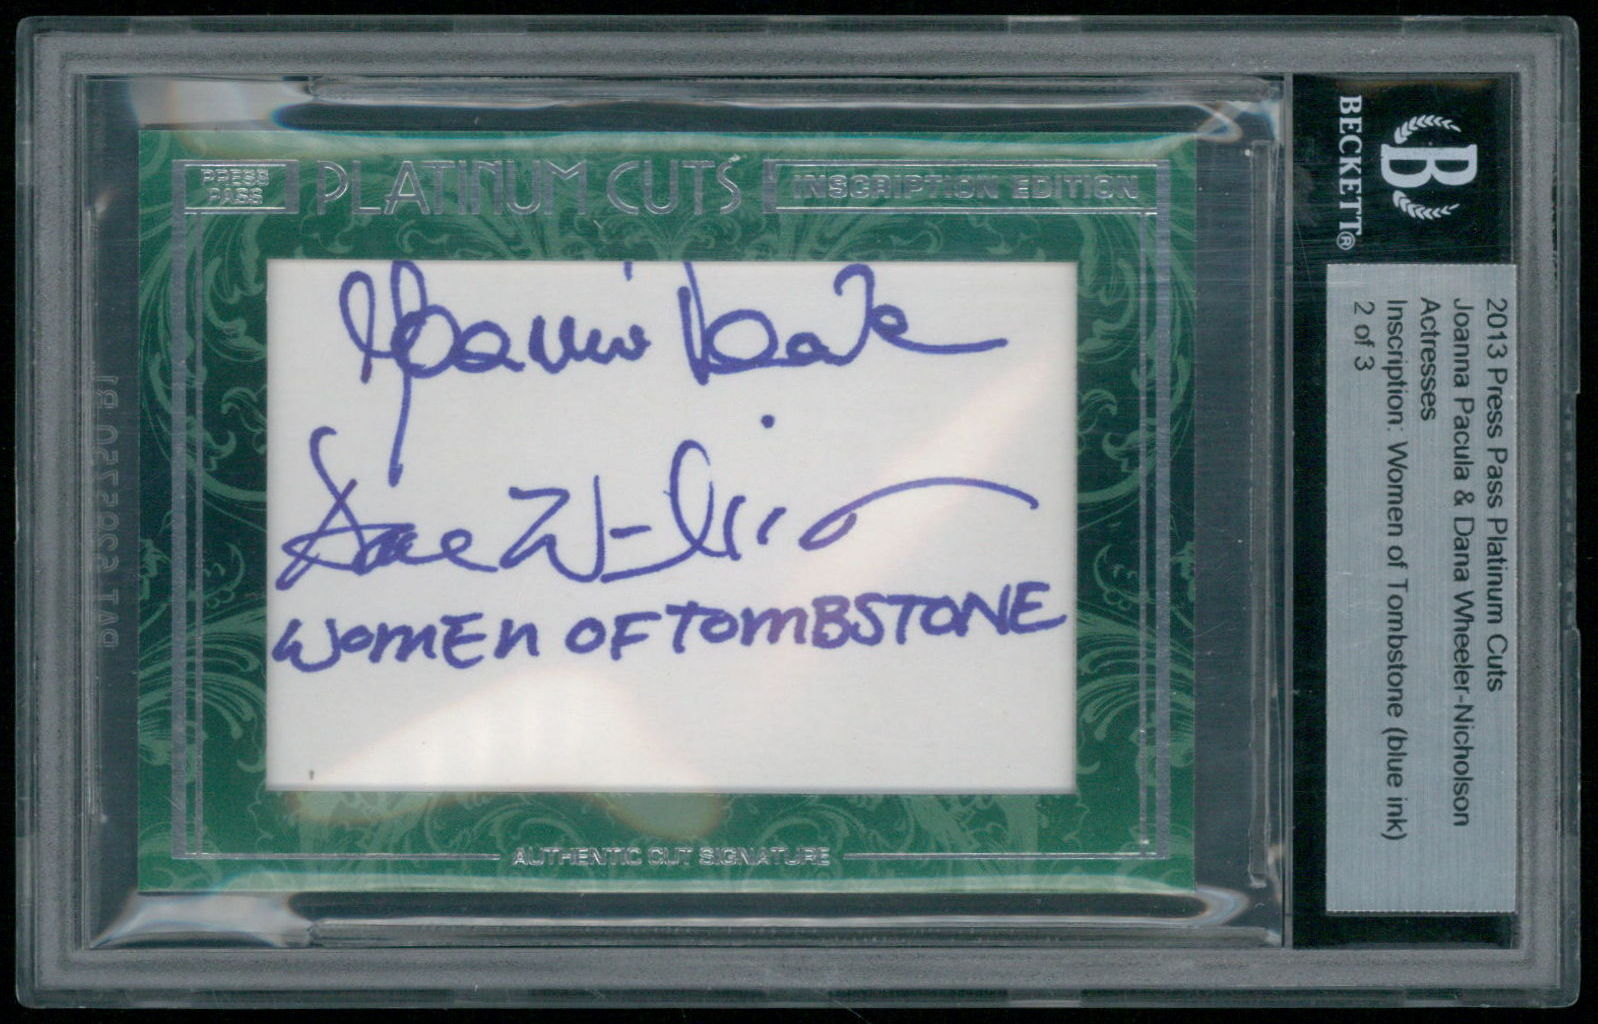 PRESS PASS
PLATINUM CUTS
INSCRIPTION EDITION
WOMEN OF TOMBSTONE
AUTHENTIC CUT SIGNATURE
BECKETT®
2013 Press Pass Platinum Cuts
Joanna Pacula & Dana Wheeler-Nicholson
Actresses
Inscription: Women of Tombstone (blue ink)
2 of 3